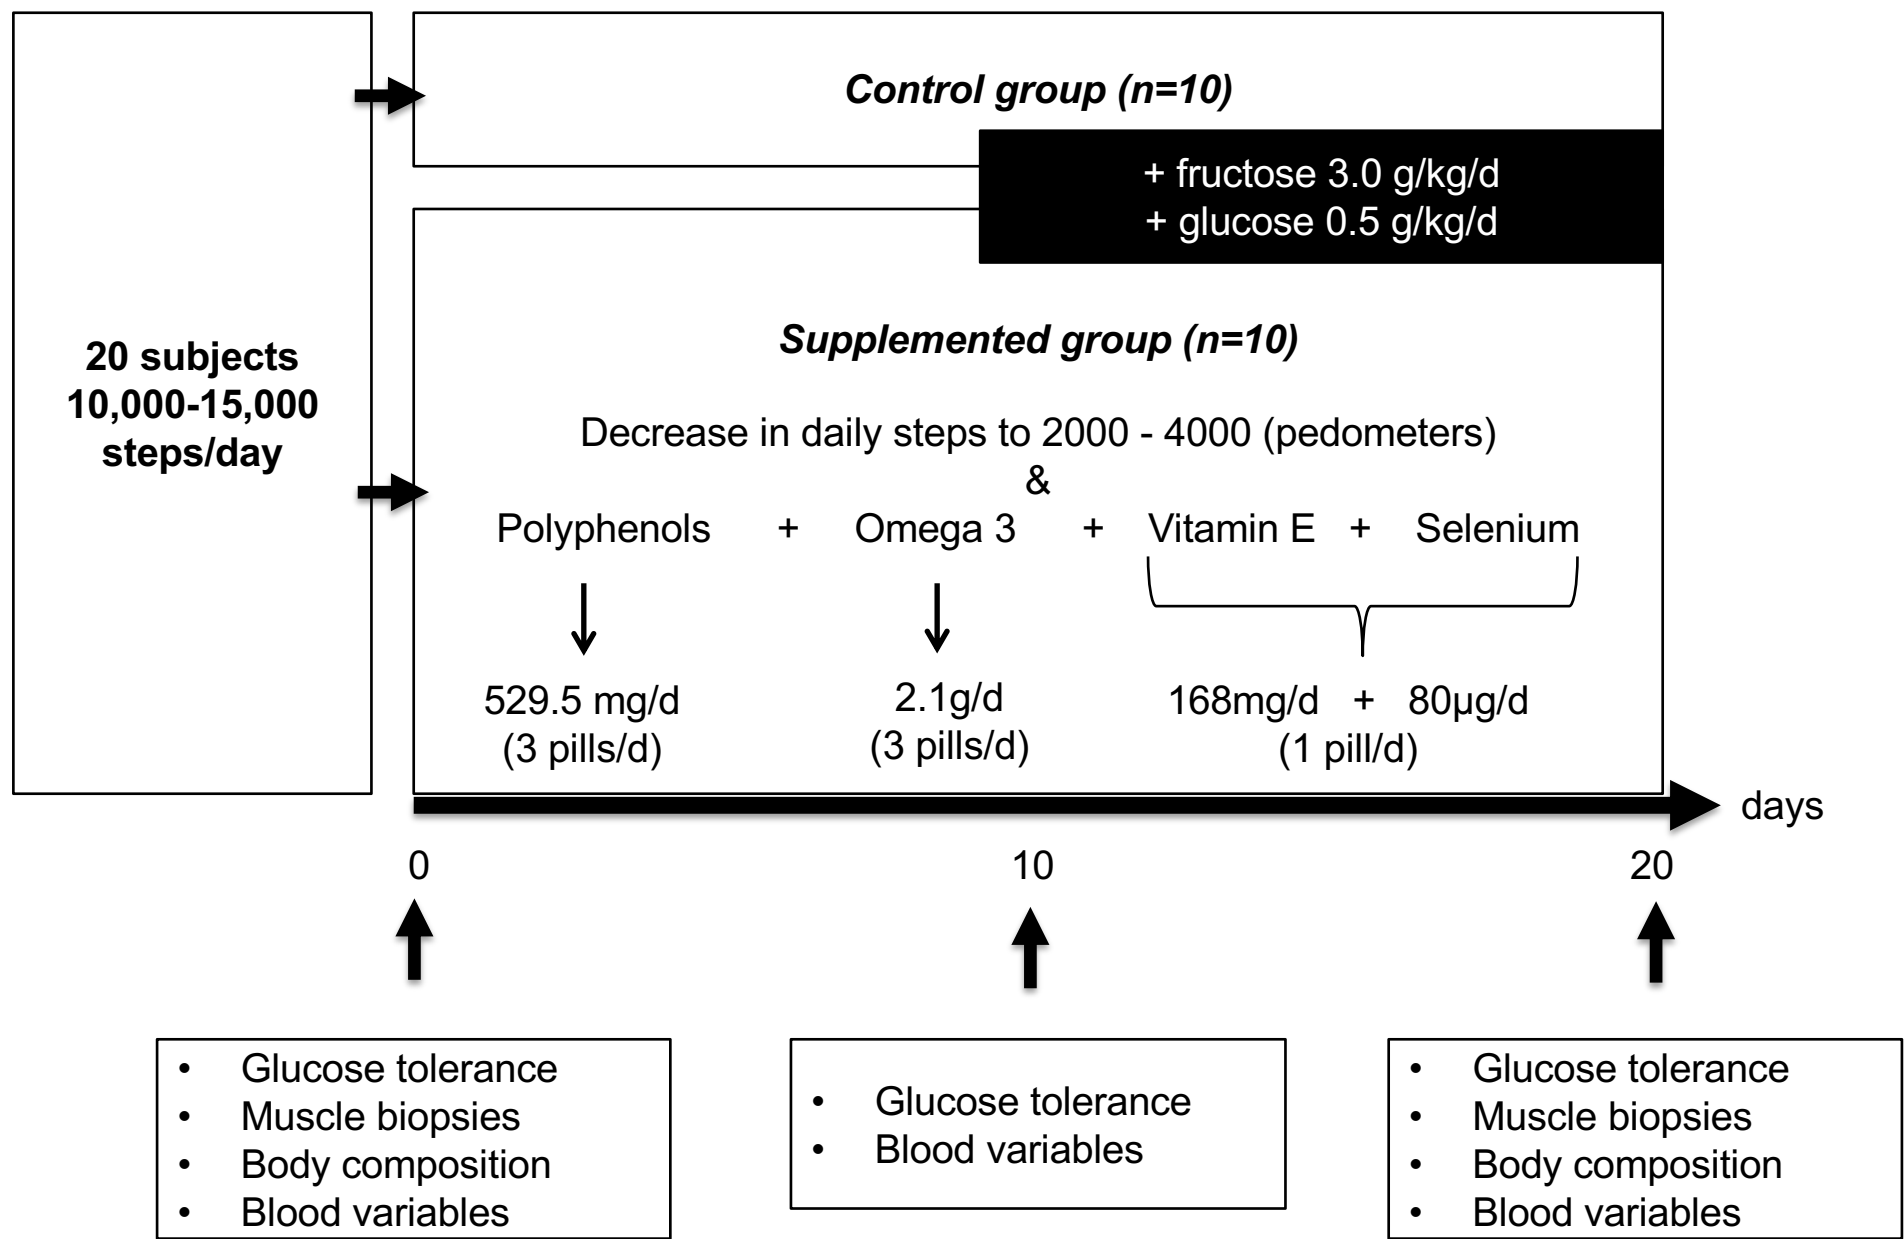 Control group (n=10)
+ fructose 3.0 g/kg/d
+ glucose 0.5 g/kg/d
20 subjects
10,000-15,000
steps/day
Supplemented group (n=10)
Decrease in daily steps to 2000 - 4000 (pedometers)
&
Polyphenols + Omega 3 + Vitamin E + Selenium
529.5 mg/d
(3 pills/d)
2.1g/d
(3 pills/d)
168mg/d + 80µg/d
(1 pill/d)
days
0 10 20
• Glucose tolerance
• Muscle biopsies
• Body composition
• Blood variables
• Glucose tolerance
• Blood variables
• Glucose tolerance
• Muscle biopsies
• Body composition
• Blood variables